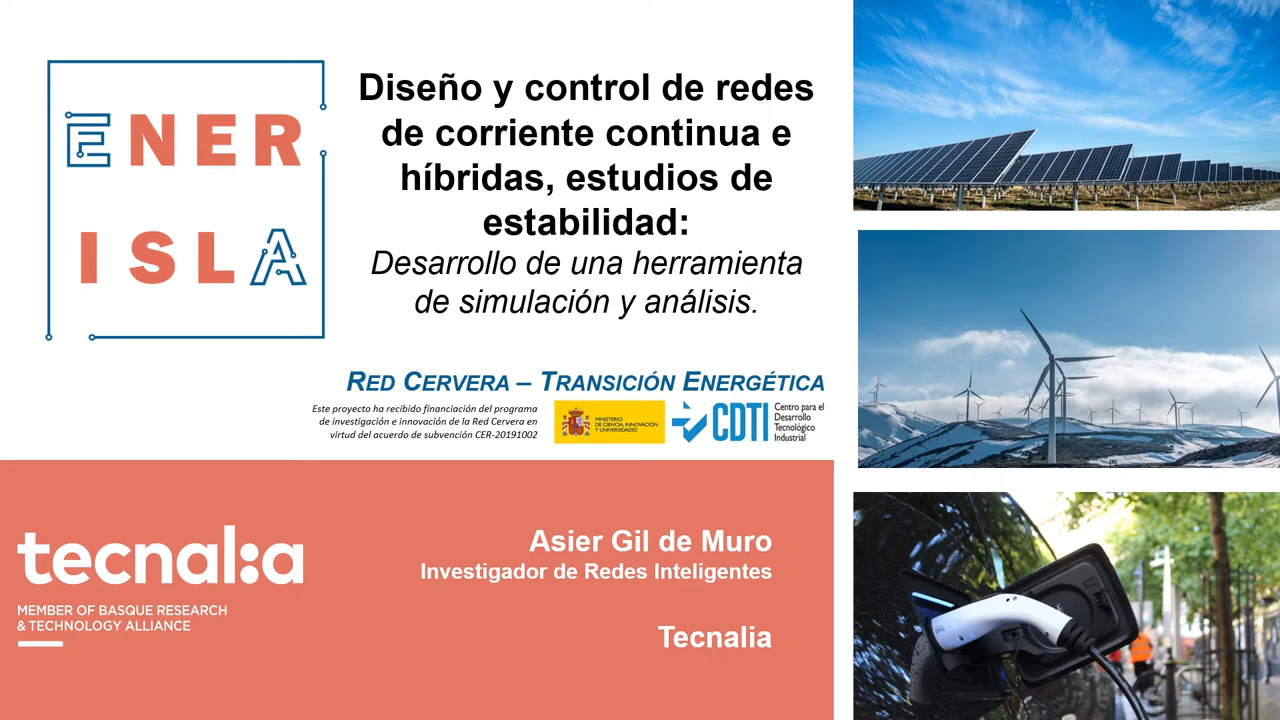 ENER
ISLA
Diseño y control de redes
de corriente continua e
híbridas, estudios de
estabilidad:
Desarrollo de una herramienta
de simulación y análisis.
RED CERVERA – TRANSICIÓN ENERGÉTICA
Este proyecto ha recibido financiación del programa
de investigación e innovación de la Red Cervera en
virtud del acuerdo de subvención CER-20191002
MINISTERIO
DE CIENCIA, INNOVACIÓN
Y UNIVERSIDADES
CDTI
Centro para el
Desarrollo
Tecnológico
Industrial
tecnal:a
MEMBER OF BASQUE RESEARCH
& TECHNOLOGY ALLIANCE
Asier Gil de Muro
Investigador de Redes Inteligentes
Tecnalia